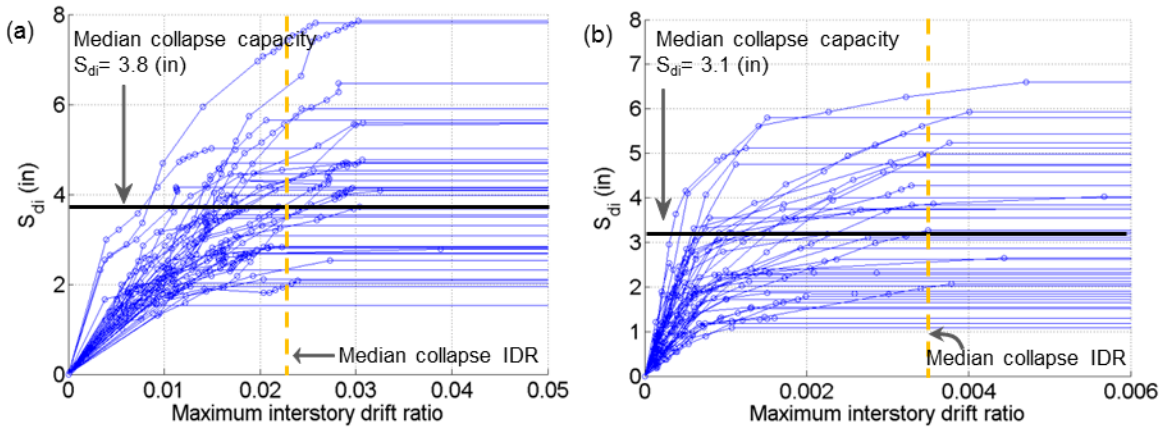 (a)
Median collapse capacity
Sdi= 3.8 (in)
8
6
4
2
0
Sdi (in)
0
0.01
0.02
0.03
0.04
0.05
Maximum interstory drift ratio
Median collapse IDR
(b)
Median collapse capacity
Sdi= 3.1 (in)
8
7
6
5
4
3
2
1
0
Sdi (in)
0
0.002
0.004
0.006
Maximum interstory drift ratio
Median collapse IDR